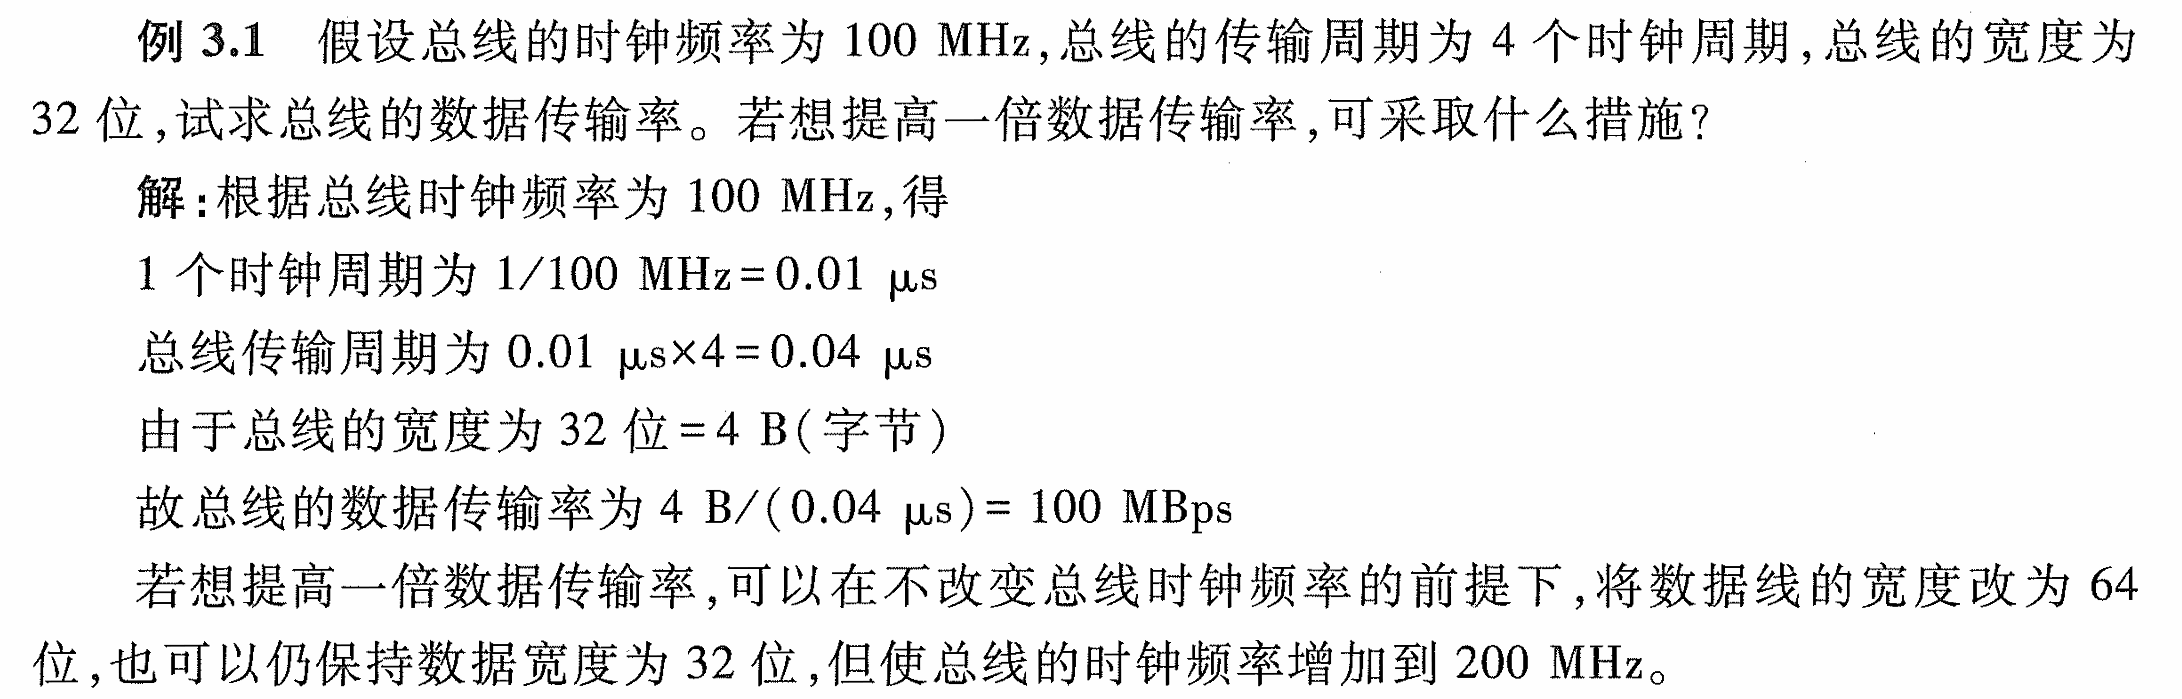 例 3.1 假设总线的时钟频率为 100 MHz,总线的传输周期为 4 个时钟周期,总线的宽度为
32 位,试求总线的数据传输率。若想提高一倍数据传输率,可采取什么措施?
解:根据总线时钟频率为 100 MHz,得
1 个时钟周期为 1/100 MHz=0.01 μs
总线传输周期为 0.01 μs×4=0.04 μs
由于总线的宽度为 32 位=4 B(字节)
故总线的数据传输率为 4 B/(0.04 μs)= 100 MBps
若想提高一倍数据传输率,可以在不改变总线时钟频率的前提下,将数据线的宽度改为 64
位,也可以仍保持数据宽度为 32 位,但使总线的时钟频率增加到 200 MHz。